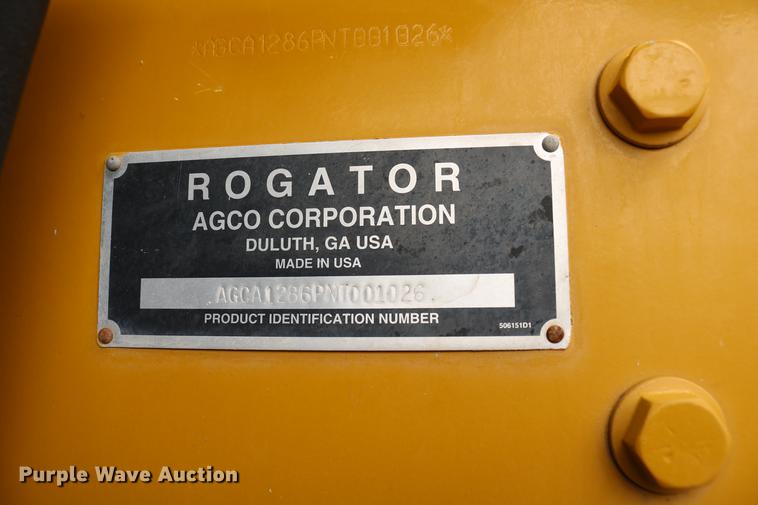 *AGCA1286PNT001026*
ROGATOR
AGCO CORPORATION
DULUTH, GA USA
MADE IN USA
.AGCA1286PNT001026.
PRODUCT IDENTIFICATION NUMBER
506151D1
Purple Wave Auction